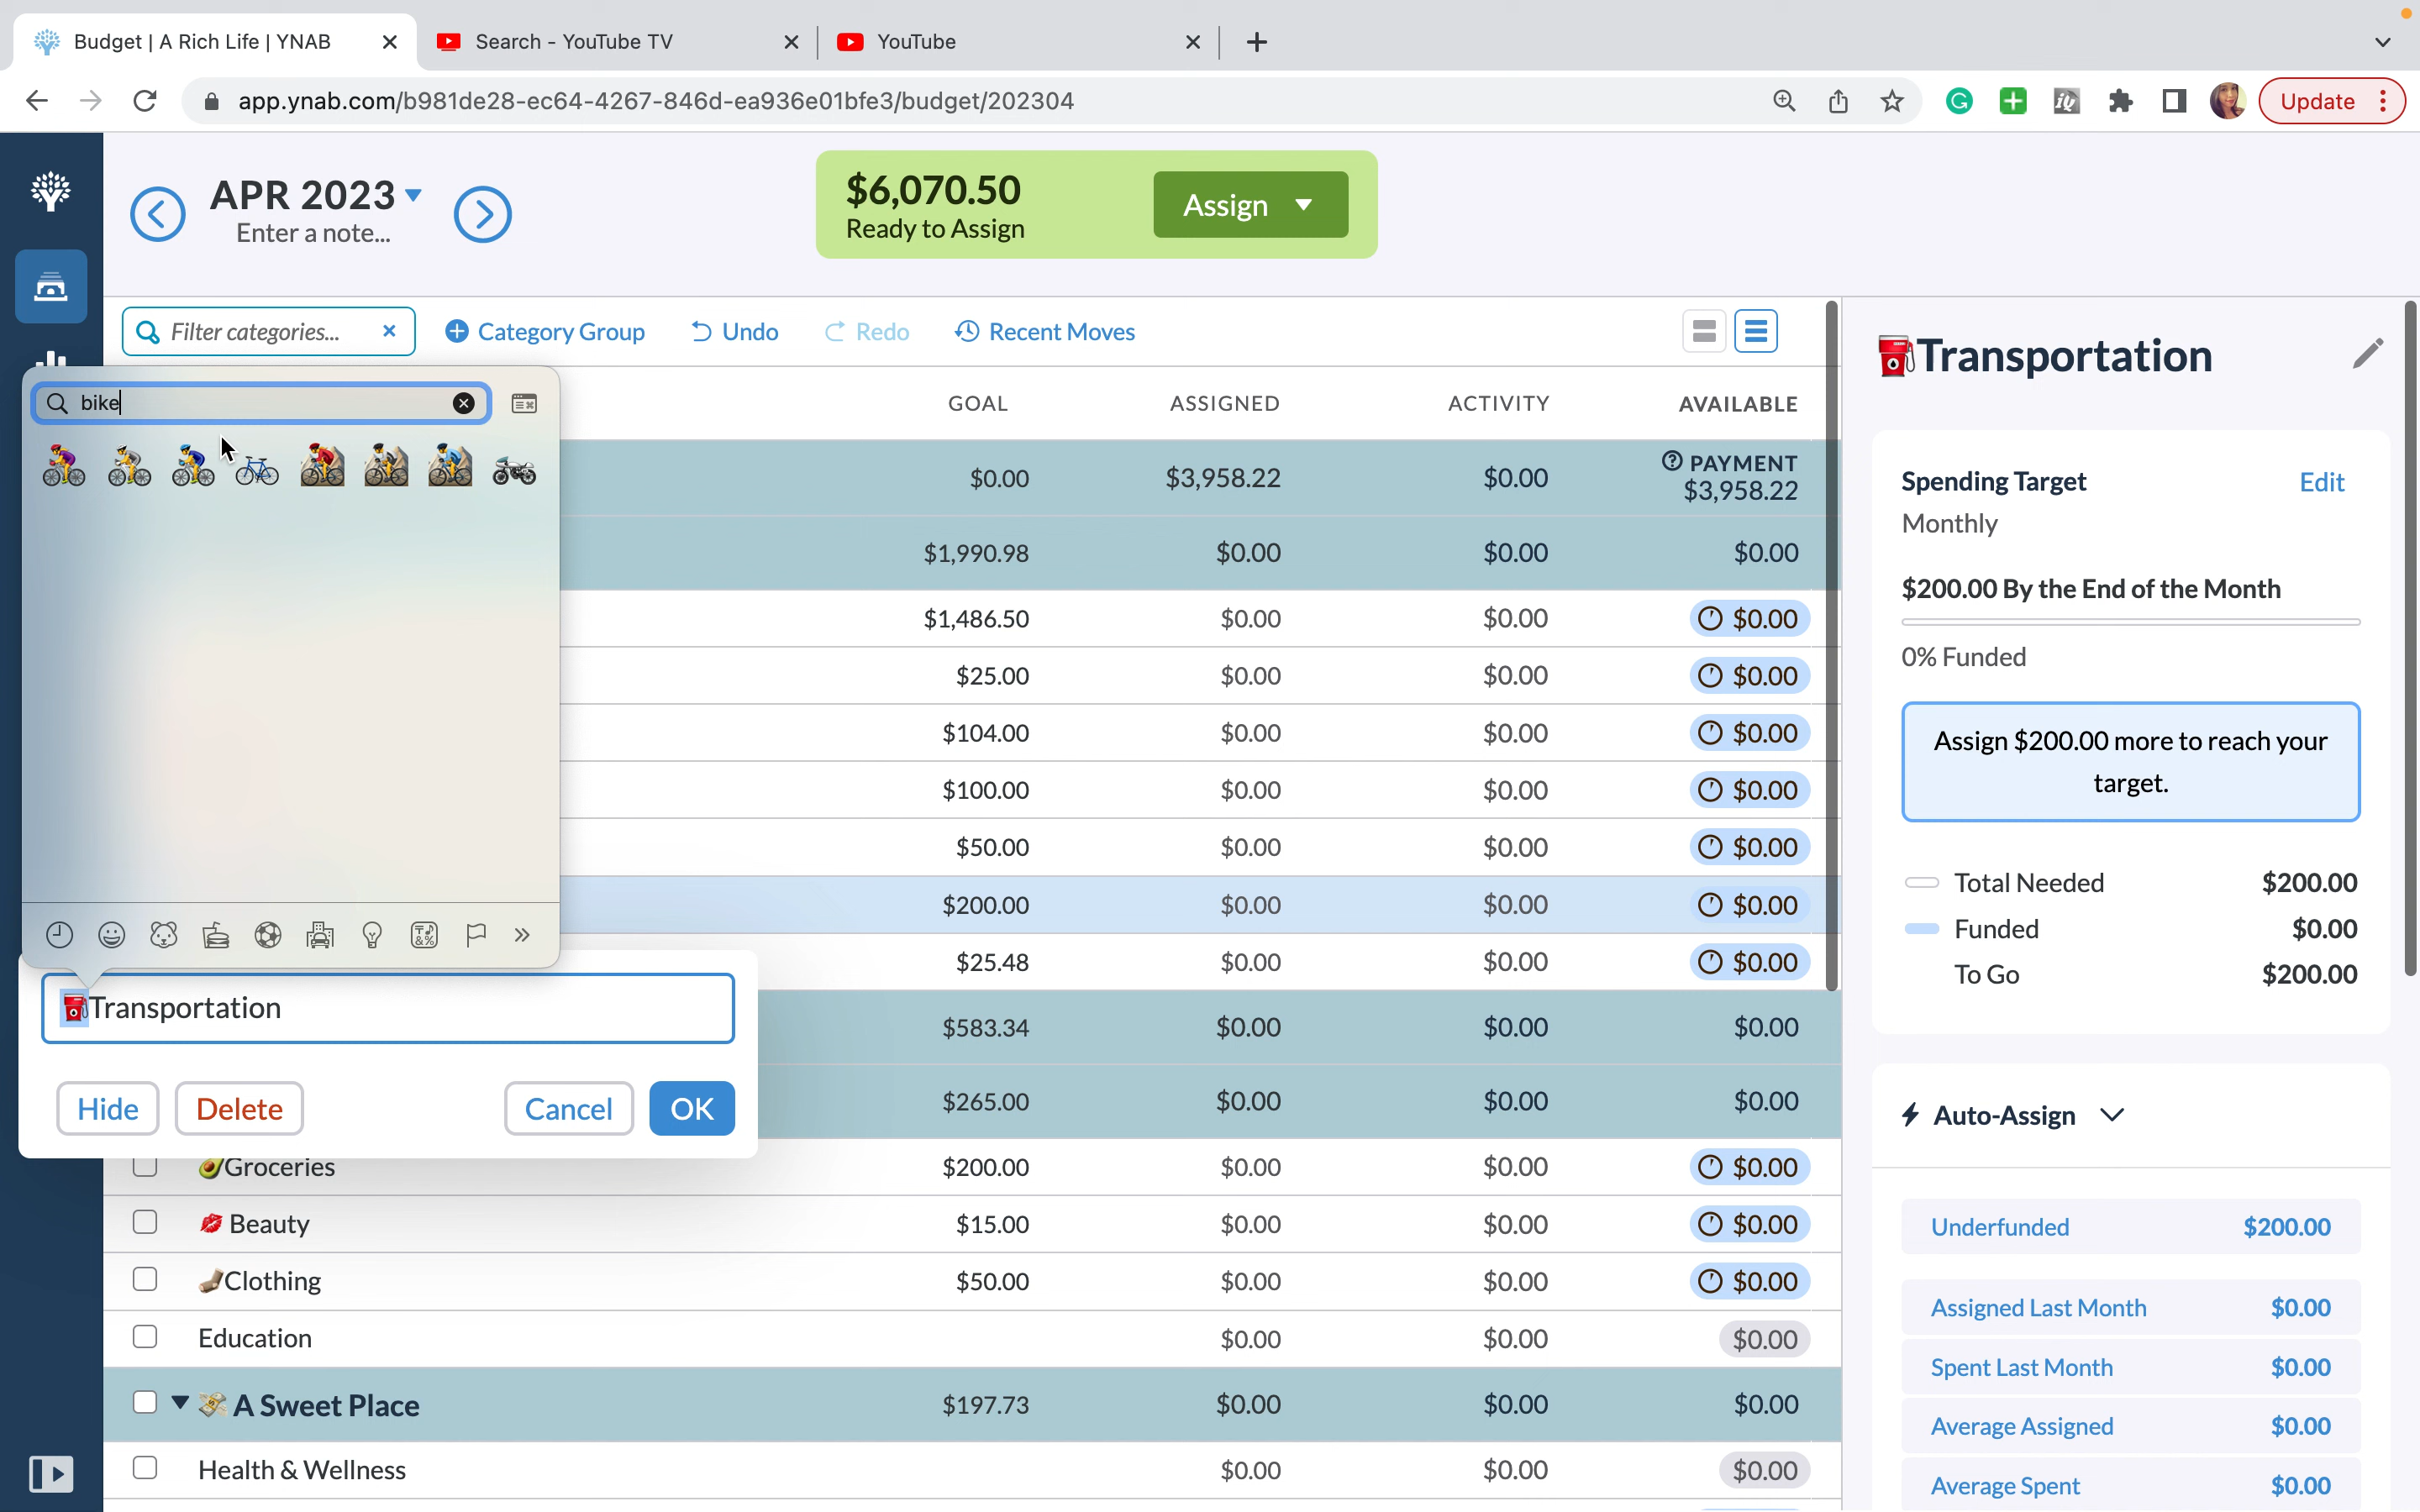 Budget | A Rich Life | YNAB
Search - YouTube TV
YouTube
app.ynab.com/b981de28-ec64-4267-846d-ea936e01bfe3/budget/202304
Update
APR 2023
Enter a note...
$6,070.50
Ready to Assign
Assign
Filter categories...
Category Group
Undo
Redo
Recent Moves
bike
GOAL ASSIGNED ACTIVITY AVAILABLE
$0.00 $3,958.22 $0.00 PAYMENT $3,958.22
$1,990.98 $0.00 $0.00 $0.00
$1,486.50 $0.00 $0.00 $0.00
$25.00 $0.00 $0.00 $0.00
$104.00 $0.00 $0.00 $0.00
$100.00 $0.00 $0.00 $0.00
$50.00 $0.00 $0.00 $0.00
$200.00 $0.00 $0.00 $0.00
$25.48 $0.00 $0.00 $0.00
Transportation
Hide
Delete
Cancel
OK
$583.34 $0.00 $0.00 $0.00
$265.00 $0.00 $0.00 $0.00
Groceries $200.00 $0.00 $0.00 $0.00
Beauty $15.00 $0.00 $0.00 $0.00
Clothing $50.00 $0.00 $0.00 $0.00
Education $0.00 $0.00 $0.00
A Sweet Place $197.73 $0.00 $0.00 $0.00
Health & Wellness $0.00 $0.00 $0.00
Transportation
Spending Target Edit
Monthly
$200.00 By the End of the Month
0% Funded
Assign $200.00 more to reach your
target.
Total Needed $200.00
Funded $0.00
To Go $200.00
Auto-Assign
Underfunded $200.00
Assigned Last Month $0.00
Spent Last Month $0.00
Average Assigned $0.00
Average Spent $0.00